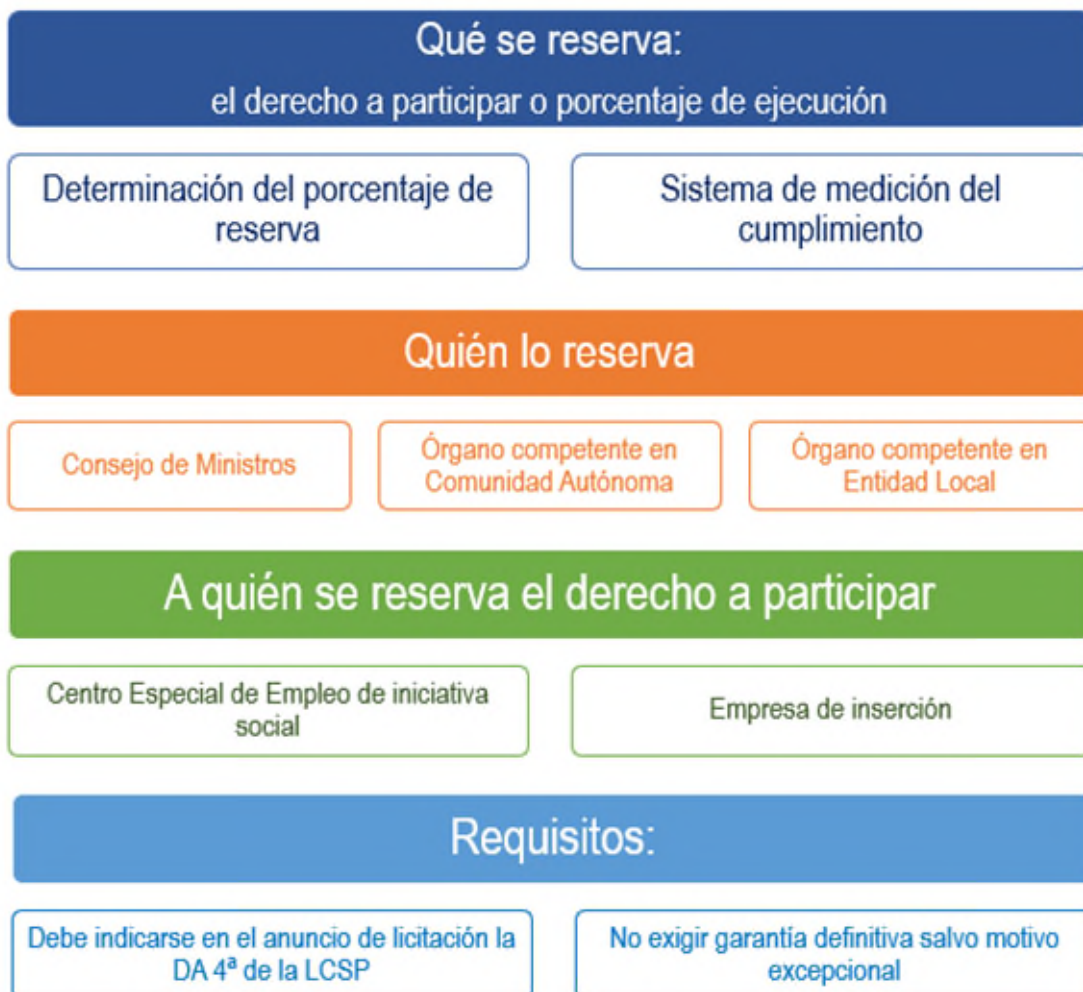 Qué se reserva:
el derecho a participar o porcentaje de ejecución
Determinación del porcentaje de
reserva
Sistema de medición del
cumplimiento
Quién lo reserva
Consejo de Ministros
Órgano competente en
Comunidad Autónoma
Órgano competente en
Entidad Local
A quién se reserva el derecho a participar
Centro Especial de Empleo de iniciativa
social
Empresa de inserción
Requisitos:
Debe indicarse en el anuncio de licitación la
DA 4ª de la LCSP
No exigir garantía definitiva salvo motivo
excepcional